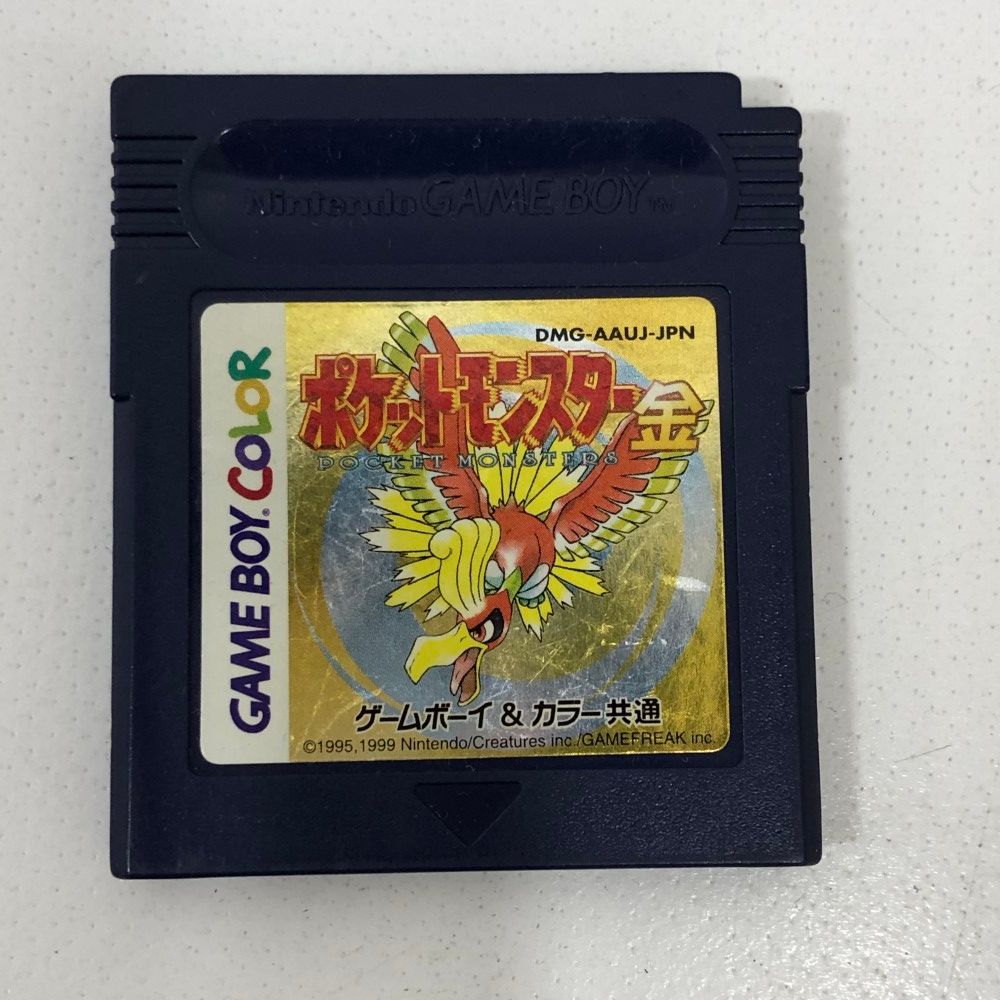 Nintendo GAME BOY TM
DMG-AAUJ-JPN
ポケットモンスター 金
POCKET MONSTERS
GAME BOY® COLOR
ゲームボーイ & カラー共通
©1995,1999 Nintendo/Creatures inc./GAMEFREAK inc.